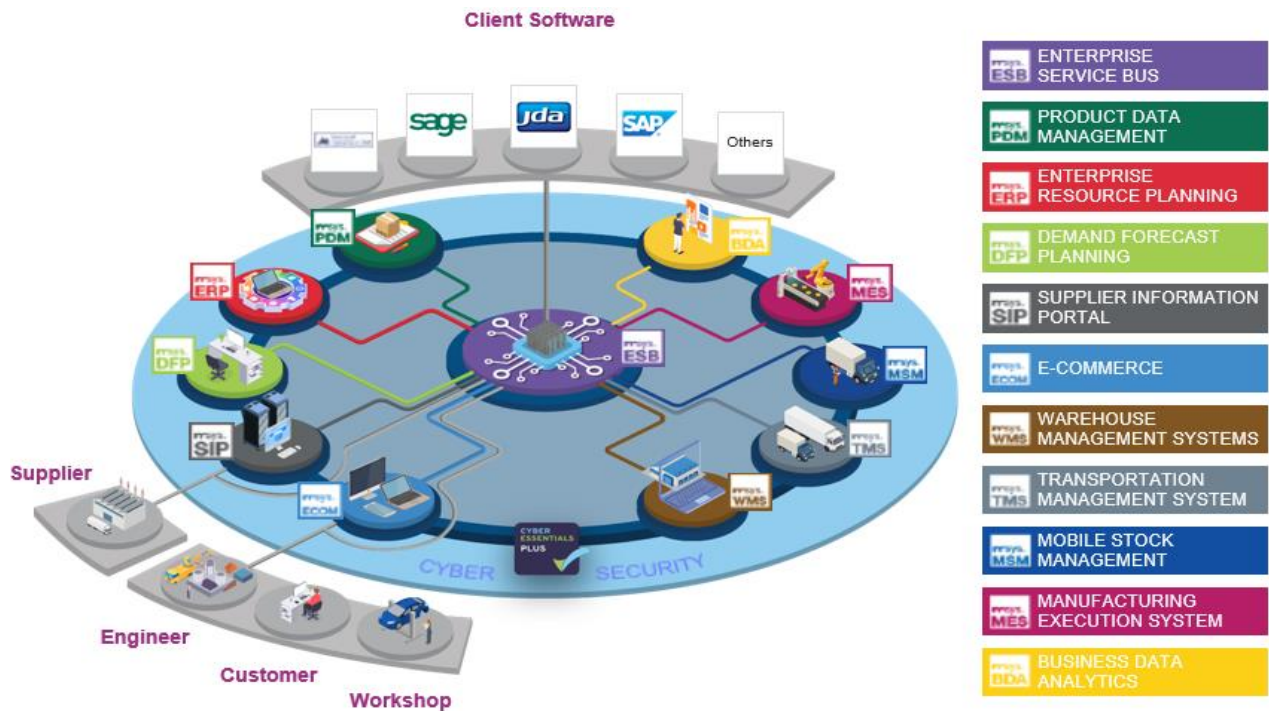 Client Software
sage
jda
SAP
Others
PDM
BDA
ERP
MES
DFP
ESB
MSM
SIP
TMS
ECOM
WMS
Supplier
Engineer
Customer
Workshop
CYBER
ESSENTIALS
PLUS
CYBER SECURITY
ESB
ENTERPRISE
SERVICE BUS
PDM
PRODUCT DATA
MANAGEMENT
ERP
ENTERPRISE
RESOURCE PLANNING
DFP
DEMAND FORECAST
PLANNING
SIP
SUPPLIER INFORMATION
PORTAL
ECOM
E-COMMERCE
WMS
WAREHOUSE
MANAGEMENT SYSTEMS
TMS
TRANSPORTATION
MANAGEMENT SYSTEM
MSM
MOBILE STOCK
MANAGEMENT
MES
MANUFACTURING
EXECUTION SYSTEM
BDA
BUSINESS DATA
ANALYTICS